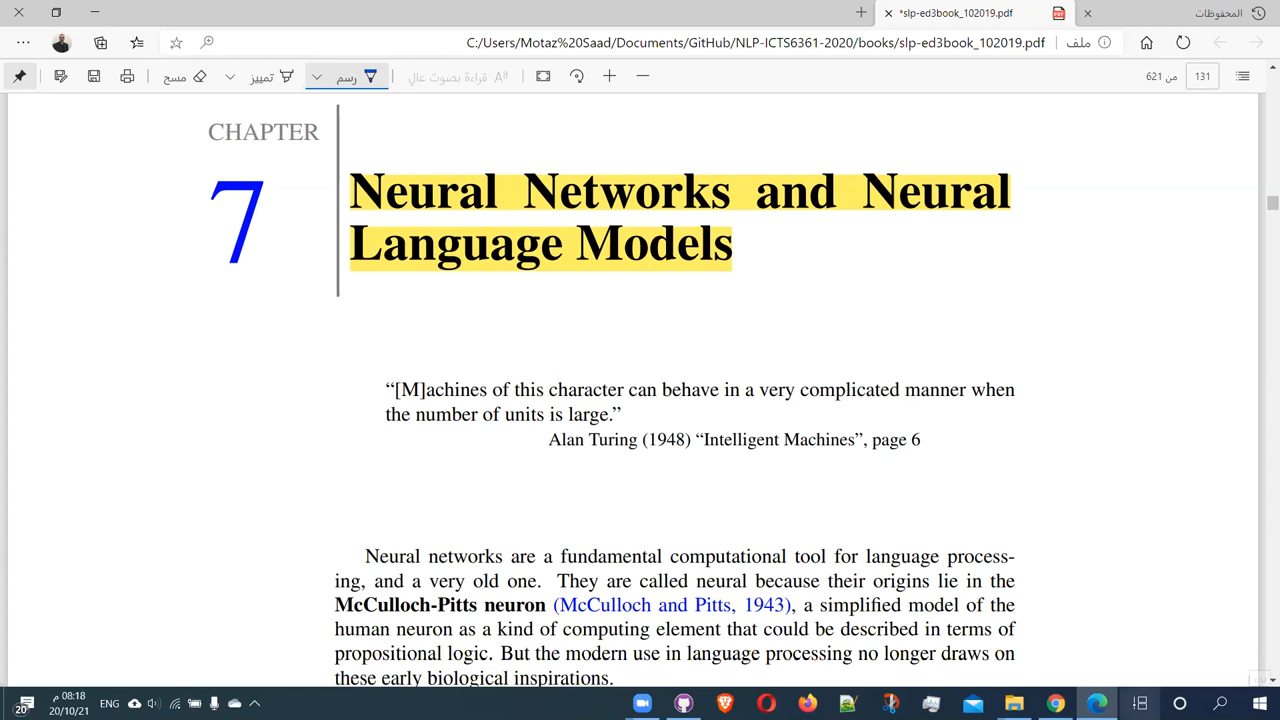 *slp-ed3book_102019.pdf
المحفوظات
C:/Users/Motaz%20Saad/Documents/GitHub/NLP-ICTS6361-2020/books/slp-ed3book_102019.pdf
ملف
مسح
تمييز
رسم
قراءة بصوت عالٍ
من 621
131
CHAPTER
7
Neural Networks and Neural
Language Models
“[M]achines of this character can behave in a very complicated manner when
the number of units is large.”
Alan Turing (1948) “Intelligent Machines”, page 6
Neural networks are a fundamental computational tool for language process-
ing, and a very old one. They are called neural because their origins lie in the
McCulloch-Pitts neuron (McCulloch and Pitts, 1943), a simplified model of the
human neuron as a kind of computing element that could be described in terms of
propositional logic. But the modern use in language processing no longer draws on
these early biological inspirations.
20
08:18 م
20/10/21
ENG